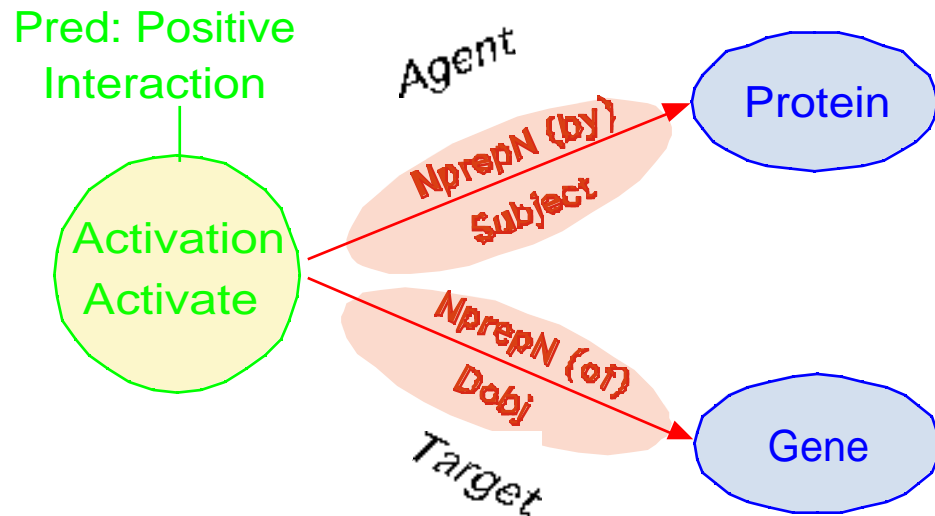 Pred: Positive
Interaction
Agent
Protein
NprepN (by)
Subject
Activation
Activate
NprepN (of)
Dobj
Gene
Target